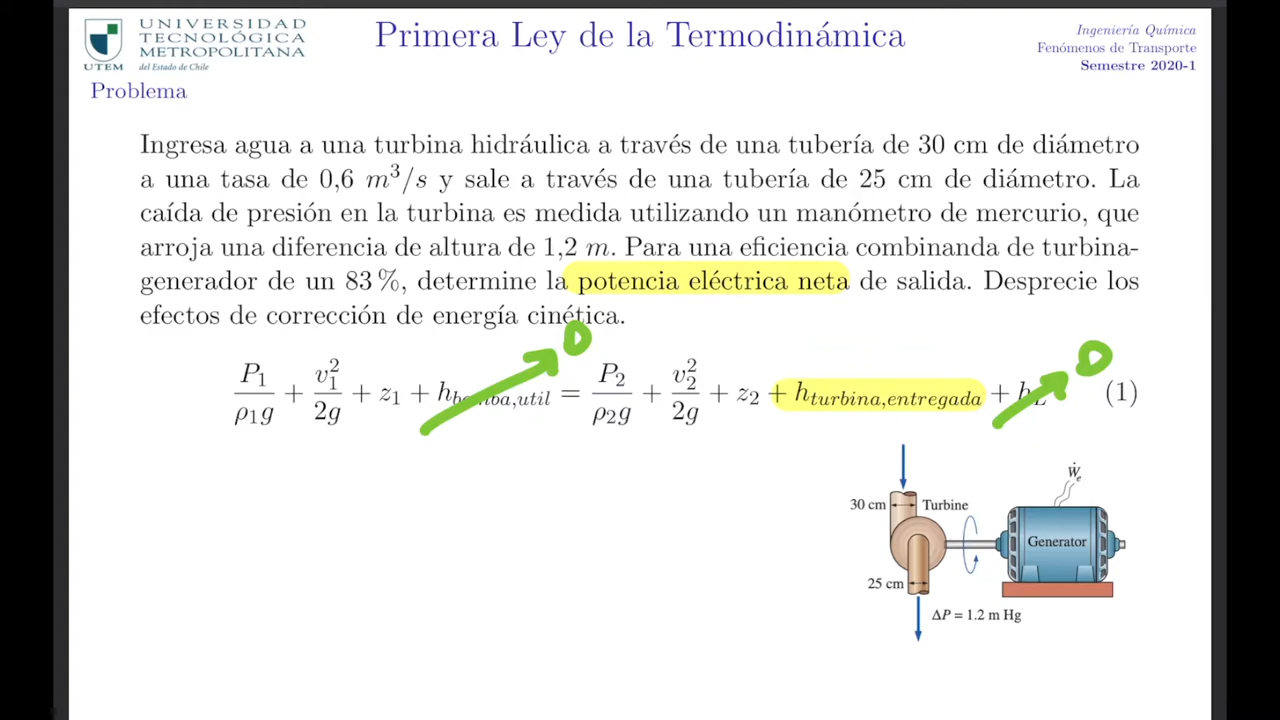 UNIVERSIDAD
TECNOLÓGICA
METROPOLITANA
del Estado de Chile
UTEM
Primera Ley de la Termodinámica
Ingeniería Química
Fenómenos de Transporte
Semestre 2020-1
Problema
Ingresa agua a una turbina hidráulica a través de una tubería de 30 cm de diámetro
a una tasa de 0,6 m³/s y sale a través de una tubería de 25 cm de diámetro. La
caída de presión en la turbina es medida utilizando un manómetro de mercurio, que
arroja una diferencia de altura de 1,2 m. Para una eficiencia combinanda de turbina-
generador de un 83 %, determine la potencia eléctrica neta de salida. Desprecie los
efectos de corrección de energía cinética.
P₁/ρ₁g + v₁²/2g + z₁ + h_bomba,util = P₂/ρ₂g + v₂²/2g + z₂ + h_turbina,entregada + h_L (1)
0
0
Ẇe
30 cm
Turbine
Generator
25 cm
ΔP = 1.2 m Hg